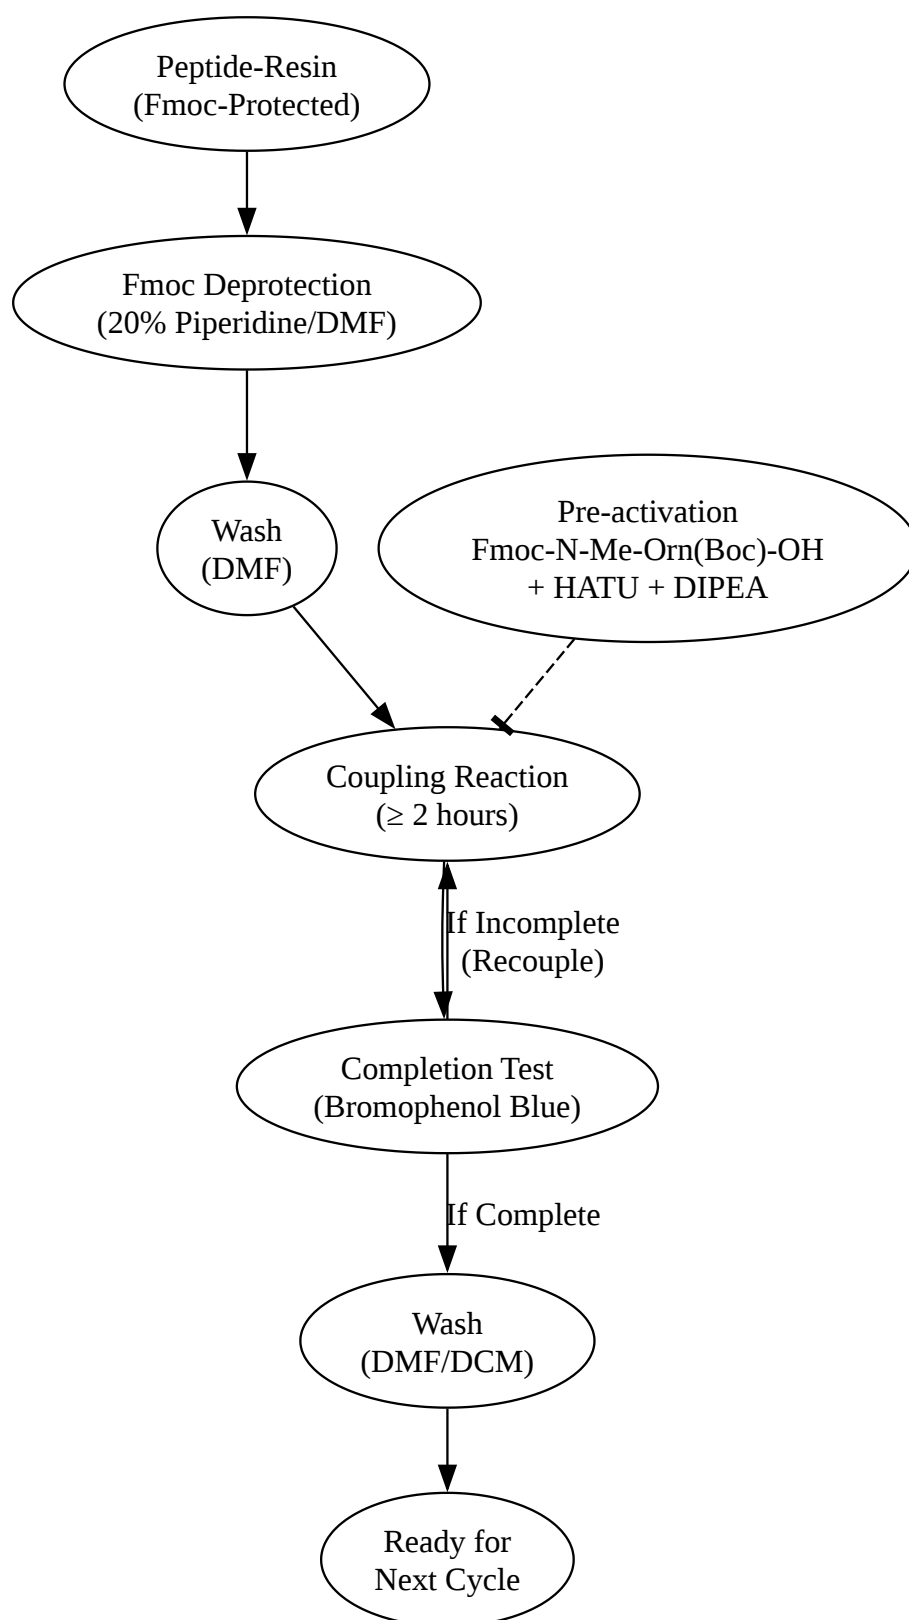 Peptide-Resin
(Fmoc-Protected)
Fmoc Deprotection
(20% Piperidine/DMF)
Wash
(DMF)
Pre-activation
Fmoc-N-Me-Orn(Boc)-OH
+ HATU + DIPEA
Coupling Reaction
(≥ 2 hours)
If Incomplete
(Recouple)
Completion Test
(Bromophenol Blue)
If Complete
Wash
(DMF/DCM)
Ready for
Next Cycle